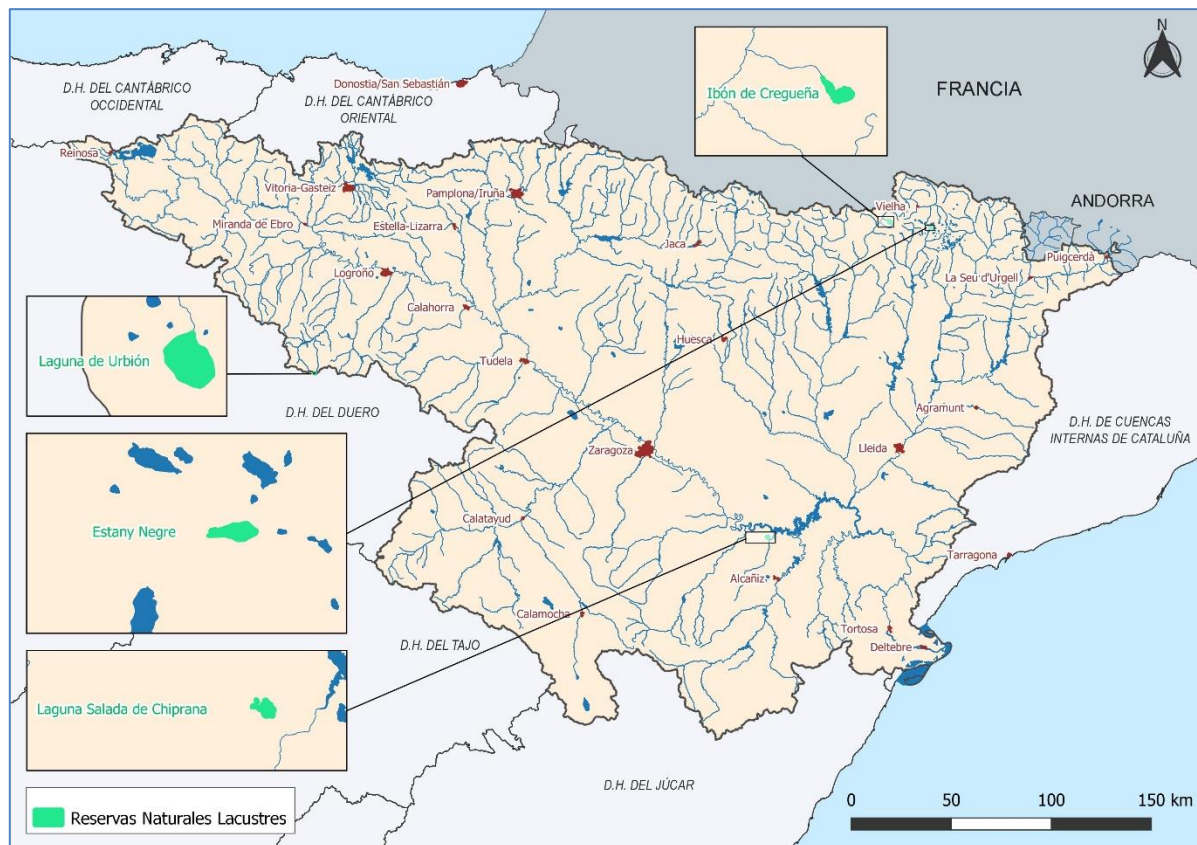 N
D.H. DEL CANTÁBRICO
OCCIDENTAL
Donostia/San Sebastián
D.H. DEL CANTÁBRICO
ORIENTAL
Ibón de Cregueña
FRANCIA
Reinosa
Vitoria-Gasteiz
Pamplona/Iruña
Vielha
ANDORRA
Miranda de Ebro
Estella-Lizarra
Jaca
Puigcerdà
Logroño
La Seu d'Urgell
Calahorra
Laguna de Urbión
Huesca
Tudela
D.H. DEL DUERO
Agramunt
D.H. DE CUENCAS
INTERNAS DE CATALUÑA
Zaragoza
Lleida
Estany Negre
Calatayud
Tarragona
Alcañiz
Calamocha
Tortosa
D.H. DEL TAJO
Deltebre
Laguna Salada de Chiprana
D.H. DEL JÚCAR
Reservas Naturales Lacustres
0 50 100 150 km